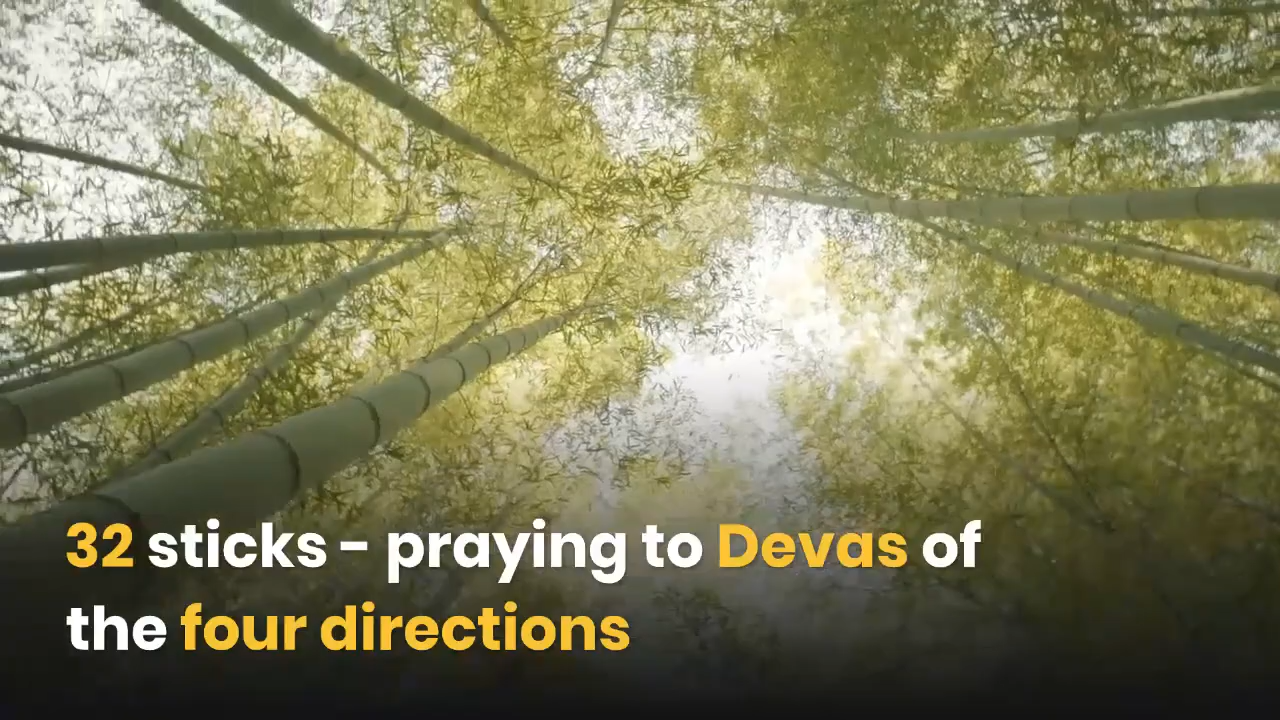 32 sticks - praying to Devas of
the four directions